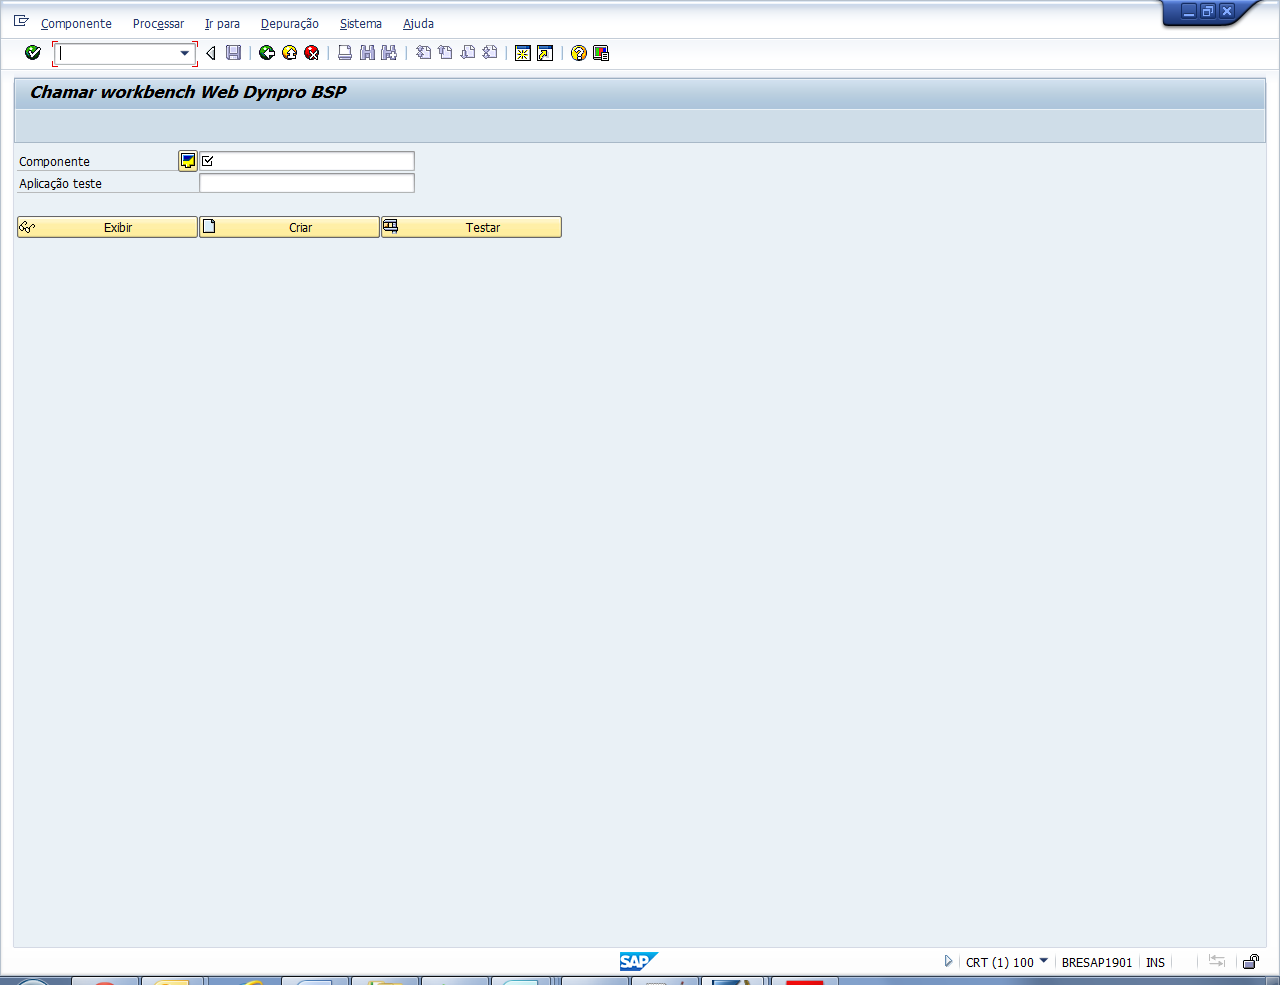 Componente Processar Ir para Depuração Sistema Ajuda
Chamar workbench Web Dynpro BSP
Componente
Aplicação teste
Exibir Criar Testar
SAP CRT (1) 100 BRESAP1901 INS